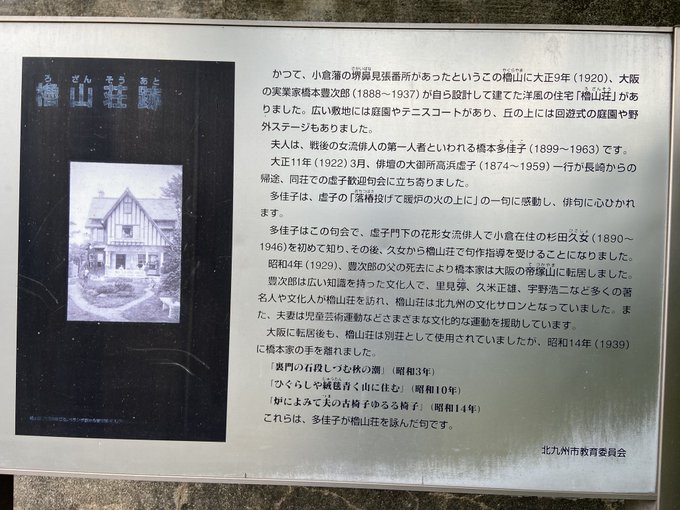 ろざんそうあと
櫓山荘跡
かつて、小倉藩の堺鼻見張番所があったというこの櫓山に大正9年（1920）、大阪
の実業家橋本豊次郎（1888～1937）が自ら設計して建てた洋風の住宅「櫓山荘」があ
りました。広い敷地には庭園やテニスコートがあり、丘の上には回遊式の庭園や野
外ステージもありました。
夫人は、戦後の女流俳人の第一人者といわれる橋本多佳子（1899～1963）です。
大正11年（1922）3月、俳壇の大御所高浜虚子（1874～1959）一行が長崎からの
帰途、同荘での虚子歓迎句会に立ち寄りました。
多佳子は、虚子の「落椿投げて暖炉の火の上に」の一句に感動し、俳句に心ひかれ
ます。
多佳子はこの句会で、虚子門下の花形女流俳人で小倉在住の杉田久女（1890～
1946）を初めて知り、その後、久女から櫓山荘で句作指導を受けることになりました。
昭和4年（1929）、豊次郎の父の死去により橋本家は大阪の帝塚山に転居しました。
豊次郎は広い知識を持った文化人で、里見弴、久米正雄、宇野浩二など多くの著
名人や文化人が櫓山荘を訪れ、櫓山荘は北九州の文化サロンとなっていました。ま
た、夫妻は児童芸術運動などさまざまな文化的な運動を援助しています。
大阪に転居後も、櫓山荘は別荘として使用されていましたが、昭和14年（1939）
に橋本家の手を離れました。
「裏門の石段しづむ秋の潮」（昭和3年）
「ひぐらしや絨毯青く山に住む」（昭和10年）
「炉によみて夫の古椅子ゆるる椅子」（昭和14年）
これらは、多佳子が櫓山荘を詠んだ句です。
北九州市教育委員会